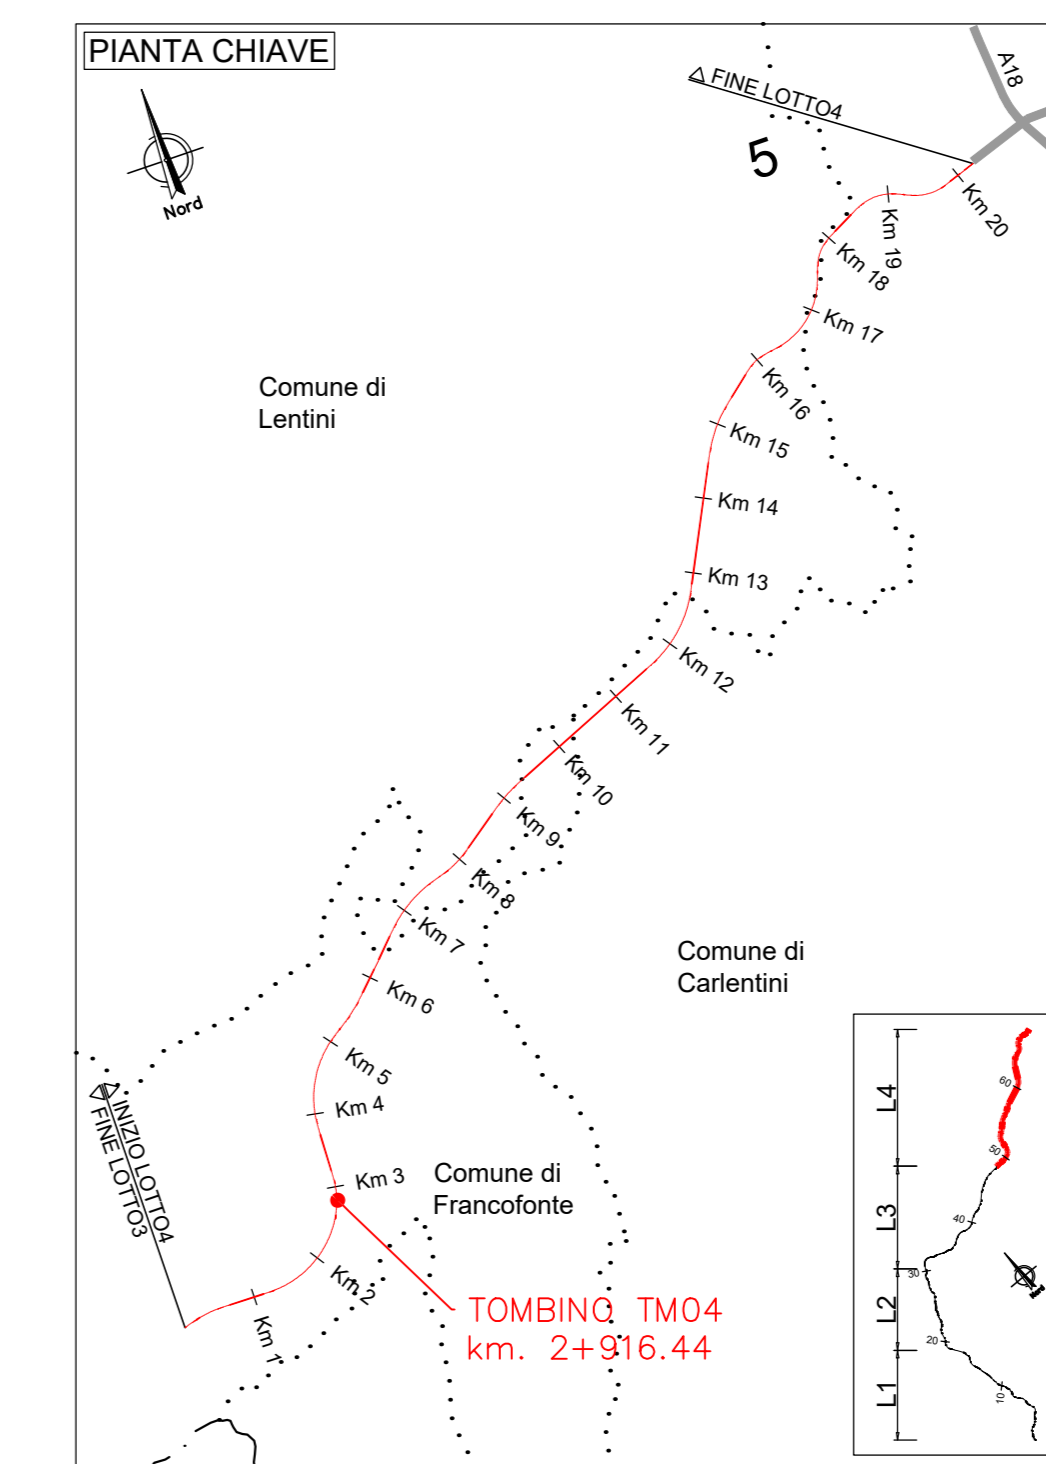 PIANTA CHIAVE
Nord
FINE LOTTO4
A18
5
Km 20
Km 19
Km 18
Km 17
Comune di
Lentini
Km 16
Km 15
Km 14
Km 13
Km 12
Km 11
Km 10
Km 9
Km 8
Km 7
Comune di
Carlentini
Km 6
Km 5
Km 4
INIZIO LOTTO4
FINE LOTTO3
Km 3
Comune di
Francofonte
Km 2
Km 1
TOMBINO TM04
km. 2+916.44
L4
L3
L2
L1
60
50
40
30
20
10